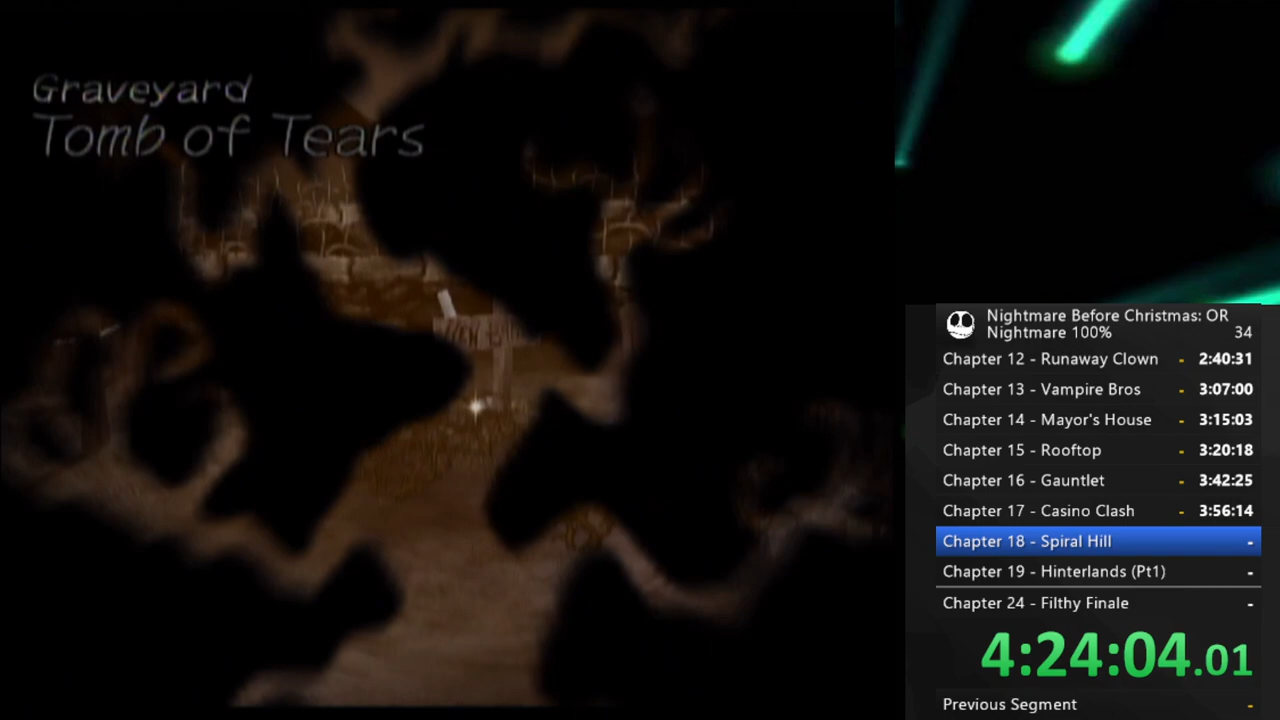 Graveyard
Tomb of Tears
Nightmare Before Christmas: OR
Nightmare 100% 34
Chapter 12 - Runaway Clown - 2:40:31
Chapter 13 - Vampire Bros - 3:07:00
Chapter 14 - Mayor's House - 3:15:03
Chapter 15 - Rooftop - 3:20:18
Chapter 16 - Gauntlet - 3:42:25
Chapter 17 - Casino Clash - 3:56:14
Chapter 18 - Spiral Hill -
Chapter 19 - Hinterlands (Pt1) -
Chapter 24 - Filthy Finale -
4:24:04.01
Previous Segment -